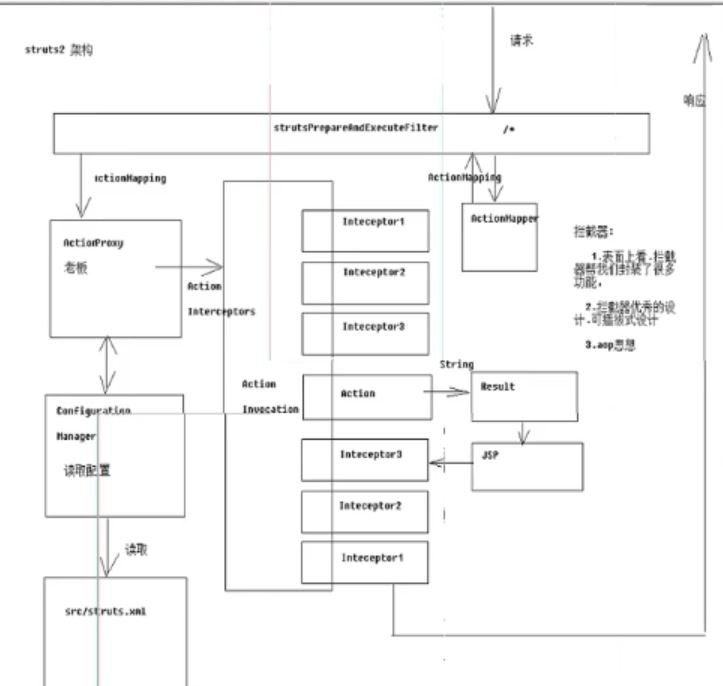 struts2 架构
请求
响应
strutsPrepareAndExecuteFilter /*
ctionMapping
ActionMapping
ActionMapper
ActionProxy
老板
Action
Interceptors
Inteceptor1
Inteceptor2
Inteceptor3
拦截器:
1.表面上看.拦截
器帮我们封装了很多
功能.
2.拦截器优秀的设
计.可插拔式设计
3.aop思想
String
Action
Invocation
Action
Result
Configuration
Manager
读取配置
Inteceptor3
JSP
Inteceptor2
读取
Inteceptor1
src/struts.xml